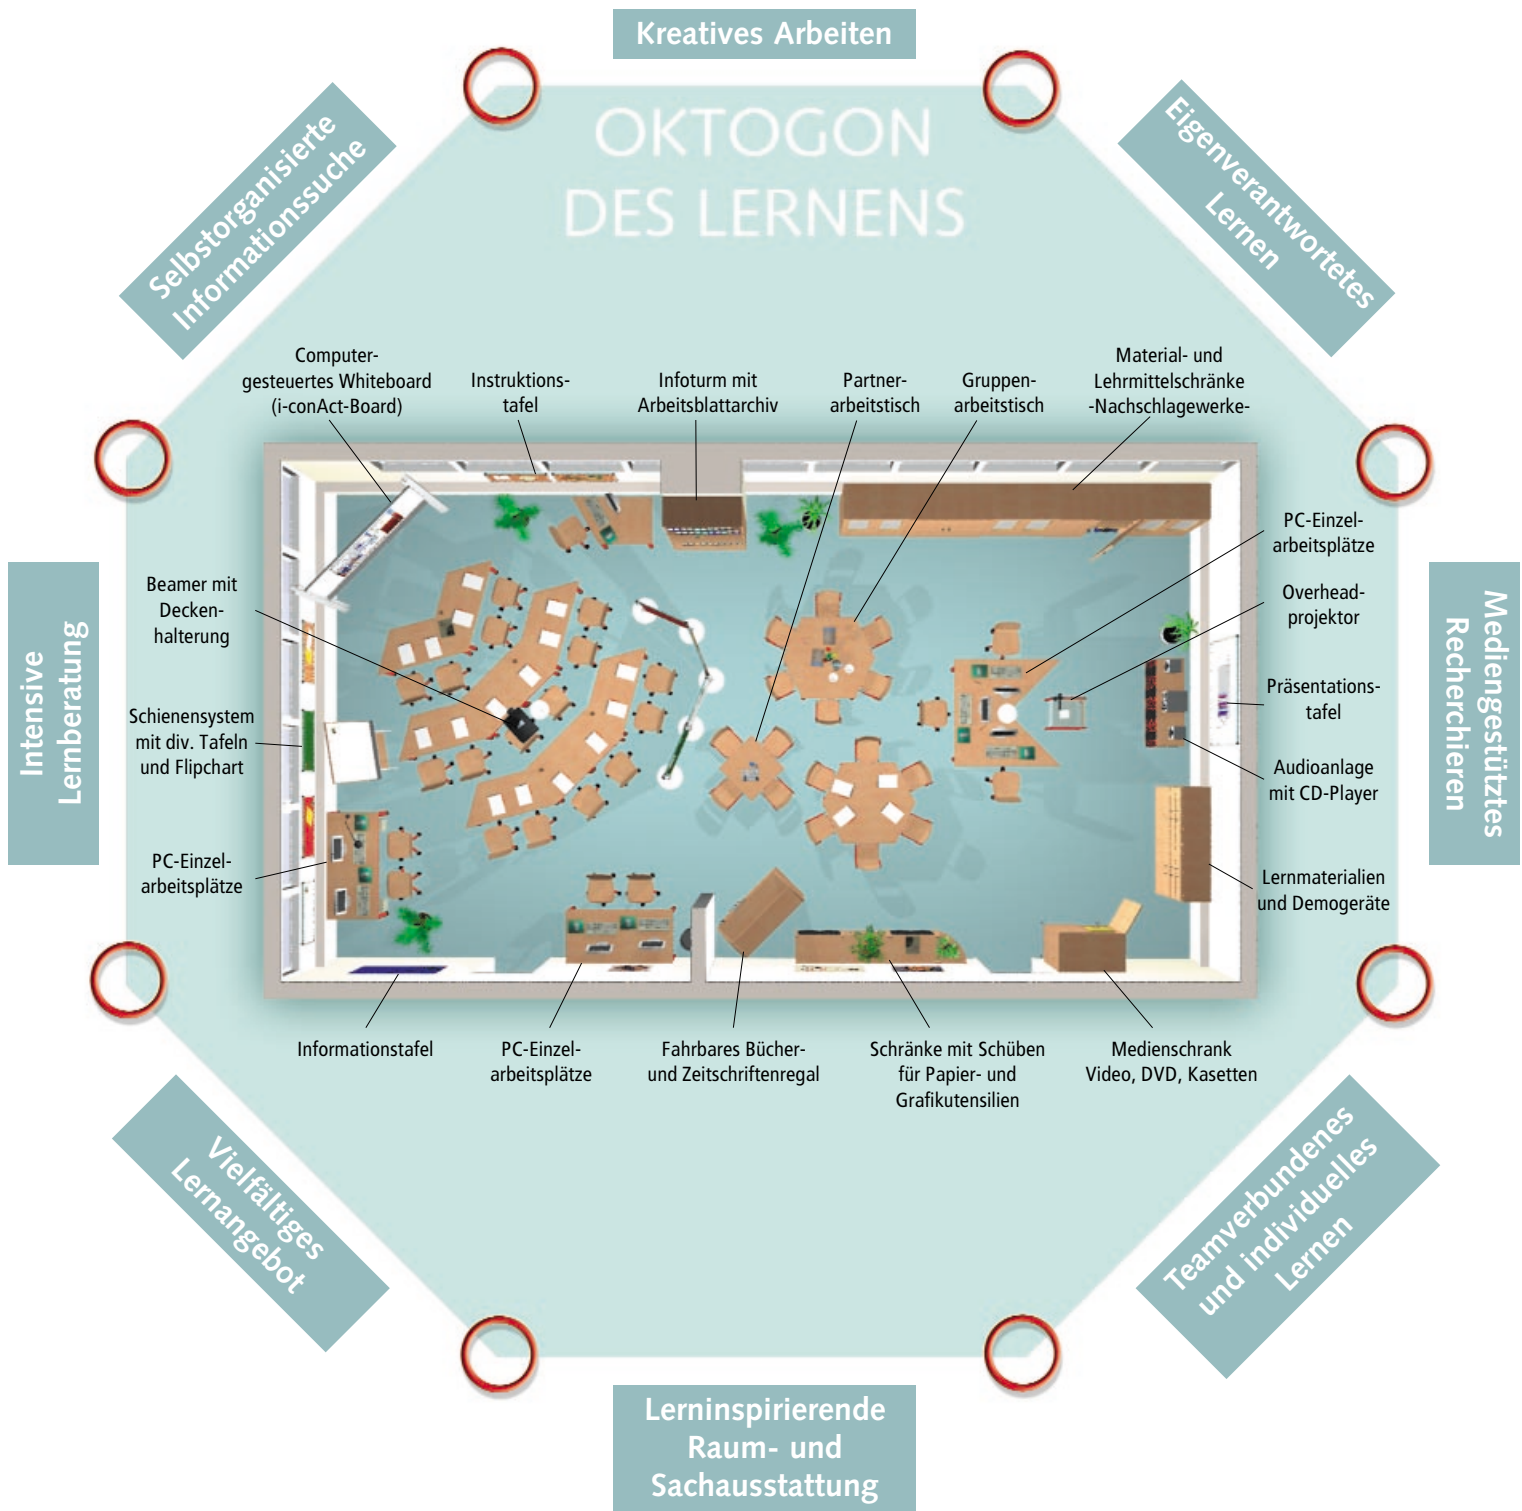 Kreatives Arbeiten
OKTOGON
DES LERNENS
Selbstorganisierte
Informationssuche
Eigenverantwortetes
Lernen
Computer-
gesteuertes Whiteboard
(i-conAct-Board)
Instruktions-
tafel
Infoturm mit
Arbeitsblattarchiv
Partner-
arbeitstisch
Gruppen-
arbeitstisch
Material- und
Lehrmittelschränke
-Nachschlagewerke-
PC-Einzel-
arbeitsplätze
Overhead-
projektor
Präsentations-
tafel
Audioanlage
mit CD-Player
Lernmaterialien
und Demogeräte
Beamer mit
Decken-
halterung
Schienensystem
mit div. Tafeln
und Flipchart
PC-Einzel-
arbeitsplätze
Intensive
Lernberatung
Mediengestütztes
Recherchieren
Informationstafel
PC-Einzel-
arbeitsplätze
Fahrbares Bücher-
und Zeitschriftenregal
Schränke mit Schüben
für Papier- und
Grafikutensilien
Medienschrank
Video, DVD, Kasetten
Vielfältiges
Lernangebot
Teamverbundenes
und individuelles
Lernen
Lerninspirierende
Raum- und
Sachausstattung